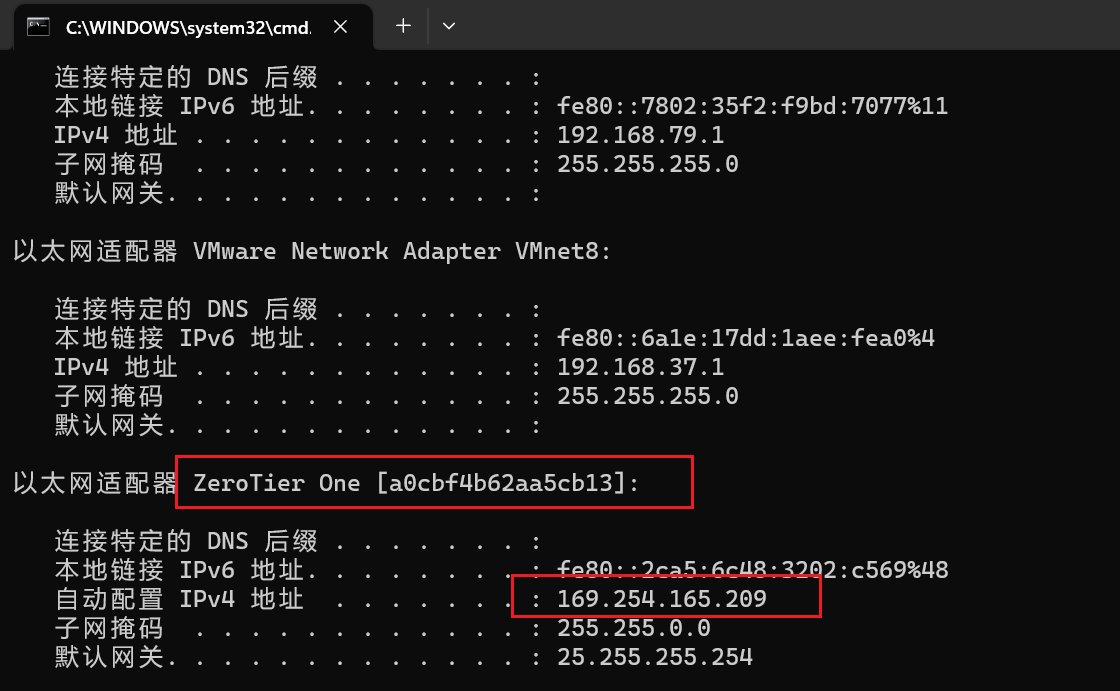 C:\WINDOWS\system32\cmd.
连接特定的 DNS 后缀 . . . . . . . :
本地链接 IPv6 地址. . . . . . . . : fe80::7802:35f2:f9bd:7077%11
IPv4 地址 . . . . . . . . . . . . : 192.168.79.1
子网掩码  . . . . . . . . . . . . : 255.255.255.0
默认网关. . . . . . . . . . . . . :
以太网适配器 VMware Network Adapter VMnet8:
连接特定的 DNS 后缀 . . . . . . . :
本地链接 IPv6 地址. . . . . . . . : fe80::6a1e:17dd:1aee:fea0%4
IPv4 地址 . . . . . . . . . . . . : 192.168.37.1
子网掩码  . . . . . . . . . . . . : 255.255.255.0
默认网关. . . . . . . . . . . . . :
以太网适配器 ZeroTier One [a0cbf4b62aa5cb13]:
连接特定的 DNS 后缀 . . . . . . . :
本地链接 IPv6 地址. . . . . . . . : fe80::2ca5:6c48:3202:c569%48
自动配置 IPv4 地址  . . . . . . . : 169.254.165.209
子网掩码  . . . . . . . . . . . . : 255.255.0.0
默认网关. . . . . . . . . . . . . : 25.255.255.254